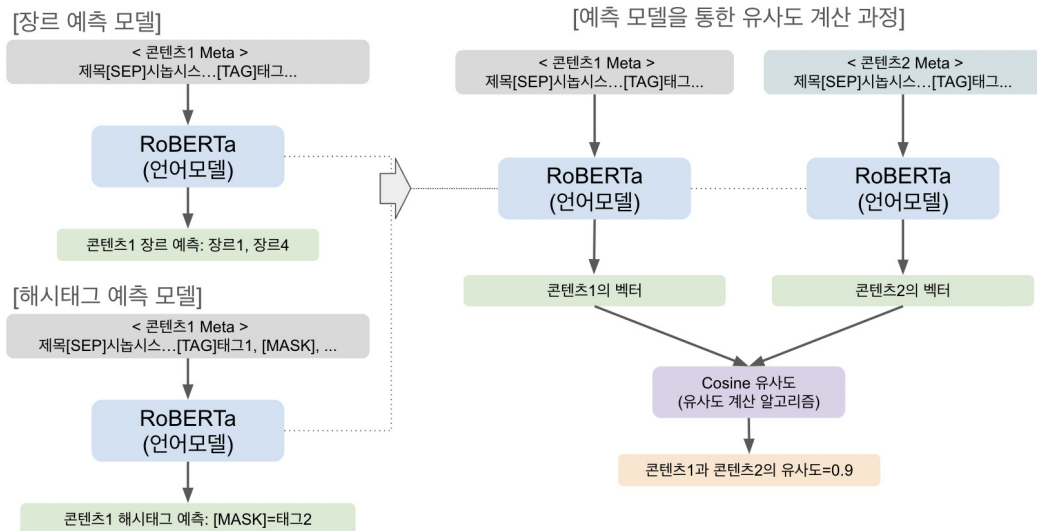 [장르 예측 모델]
< 콘텐츠1 Meta >
제목[SEP]시놉시스...[TAG]태그...
RoBERTa
(언어모델)
콘텐츠1 장르 예측: 장르1, 장르4
[해시태그 예측 모델]
< 콘텐츠1 Meta >
제목[SEP]시놉시스...[TAG]태그1, [MASK], ...
RoBERTa
(언어모델)
콘텐츠1 해시태그 예측: [MASK]=태그2
[예측 모델을 통한 유사도 계산 과정]
< 콘텐츠1 Meta >
제목[SEP]시놉시스...[TAG]태그...
RoBERTa
(언어모델)
콘텐츠1의 벡터
< 콘텐츠2 Meta >
제목[SEP]시놉시스...[TAG]태그...
RoBERTa
(언어모델)
콘텐츠2의 벡터
Cosine 유사도
(유사도 계산 알고리즘)
콘텐츠1과 콘텐츠2의 유사도=0.9